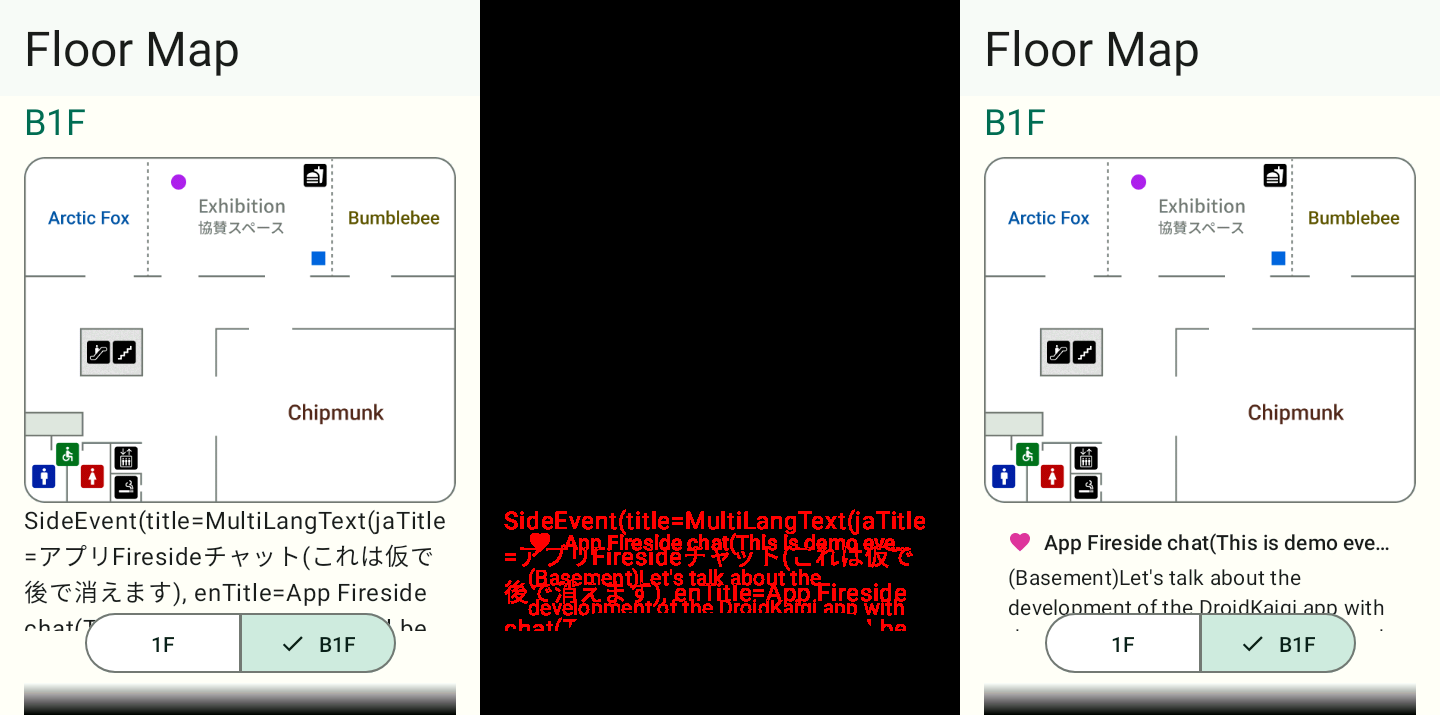 Floor Map
B1F
Arctic Fox
Exhibition
協賛スペース
Bumblebee
Chipmunk
SideEvent(title=MultiLangText(jaTitle
=アプリFiresideチャット(これは仮で
後で消えます), enTitle=App Fireside
1F
B1F
SideEvent(title=MultiLangText(jaTitle
App Fireside chat(This is demo eve…
=アプリFiresideチャット(これは仮で
(Basement)Let's talk about the
後で消えます), enTitle=App Fireside
development of the DroidKaigi app with
Floor Map
B1F
Arctic Fox
Exhibition
協賛スペース
Bumblebee
Chipmunk
App Fireside chat(This is demo eve…
(Basement)Let's talk about the
development of the DroidKaigi app with
1F
B1F